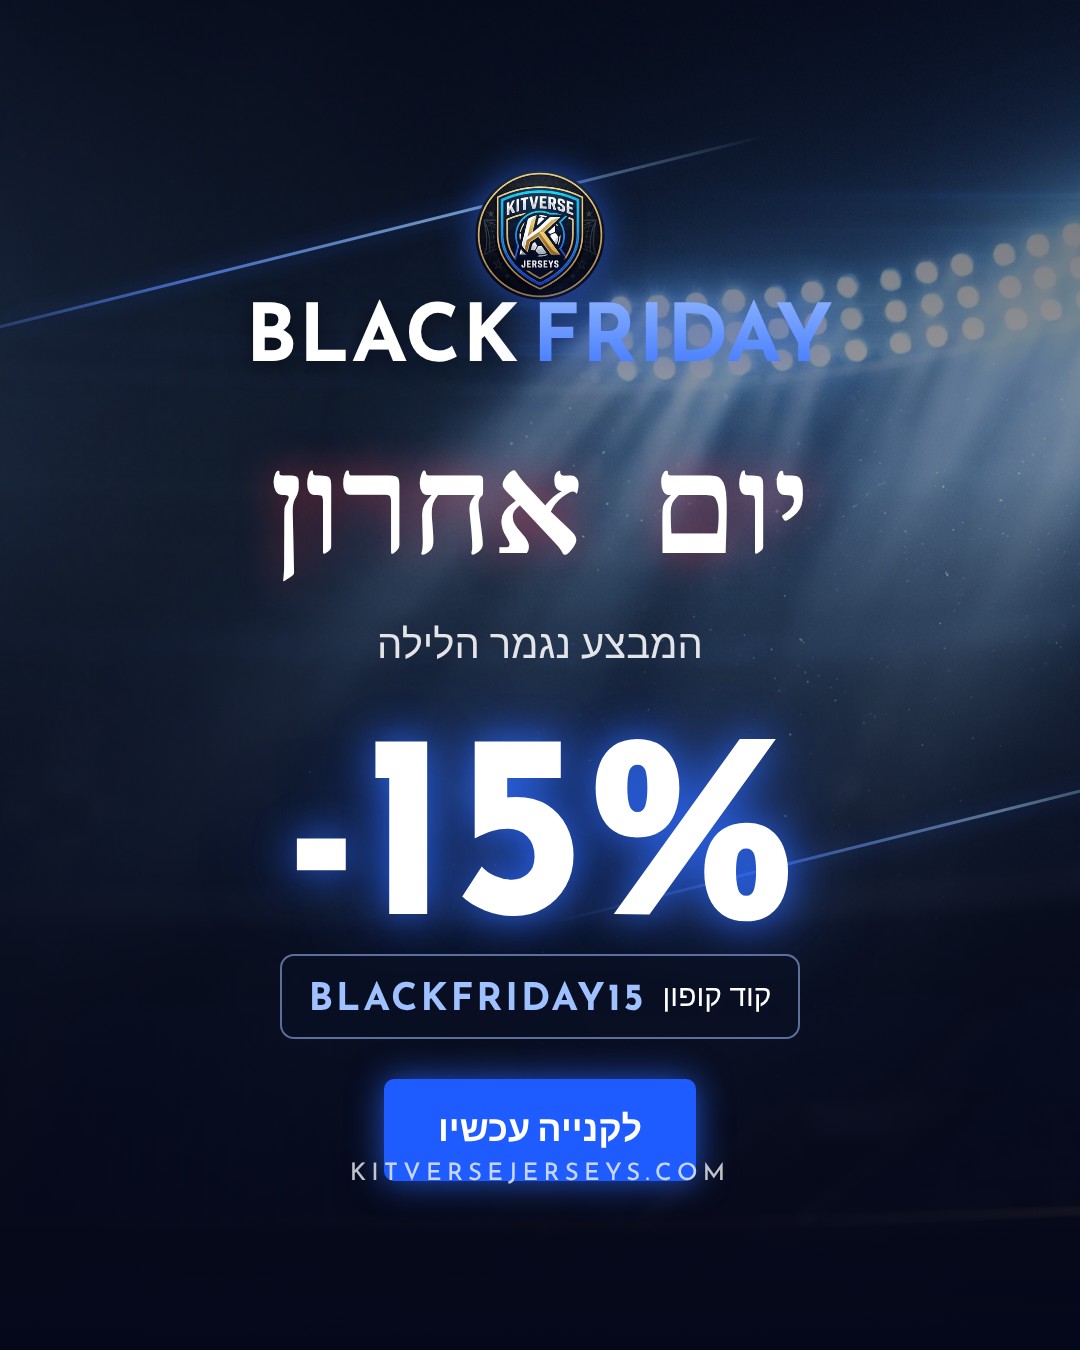 KITVERSE
K
JERSEYS
BLACK FRIDAY
יום אחרון
המבצע נגמר הלילה
-15%
קוד קופון BLACKFRIDAY15
לקנייה עכשיו
KITVERSEJERSEYS.COM